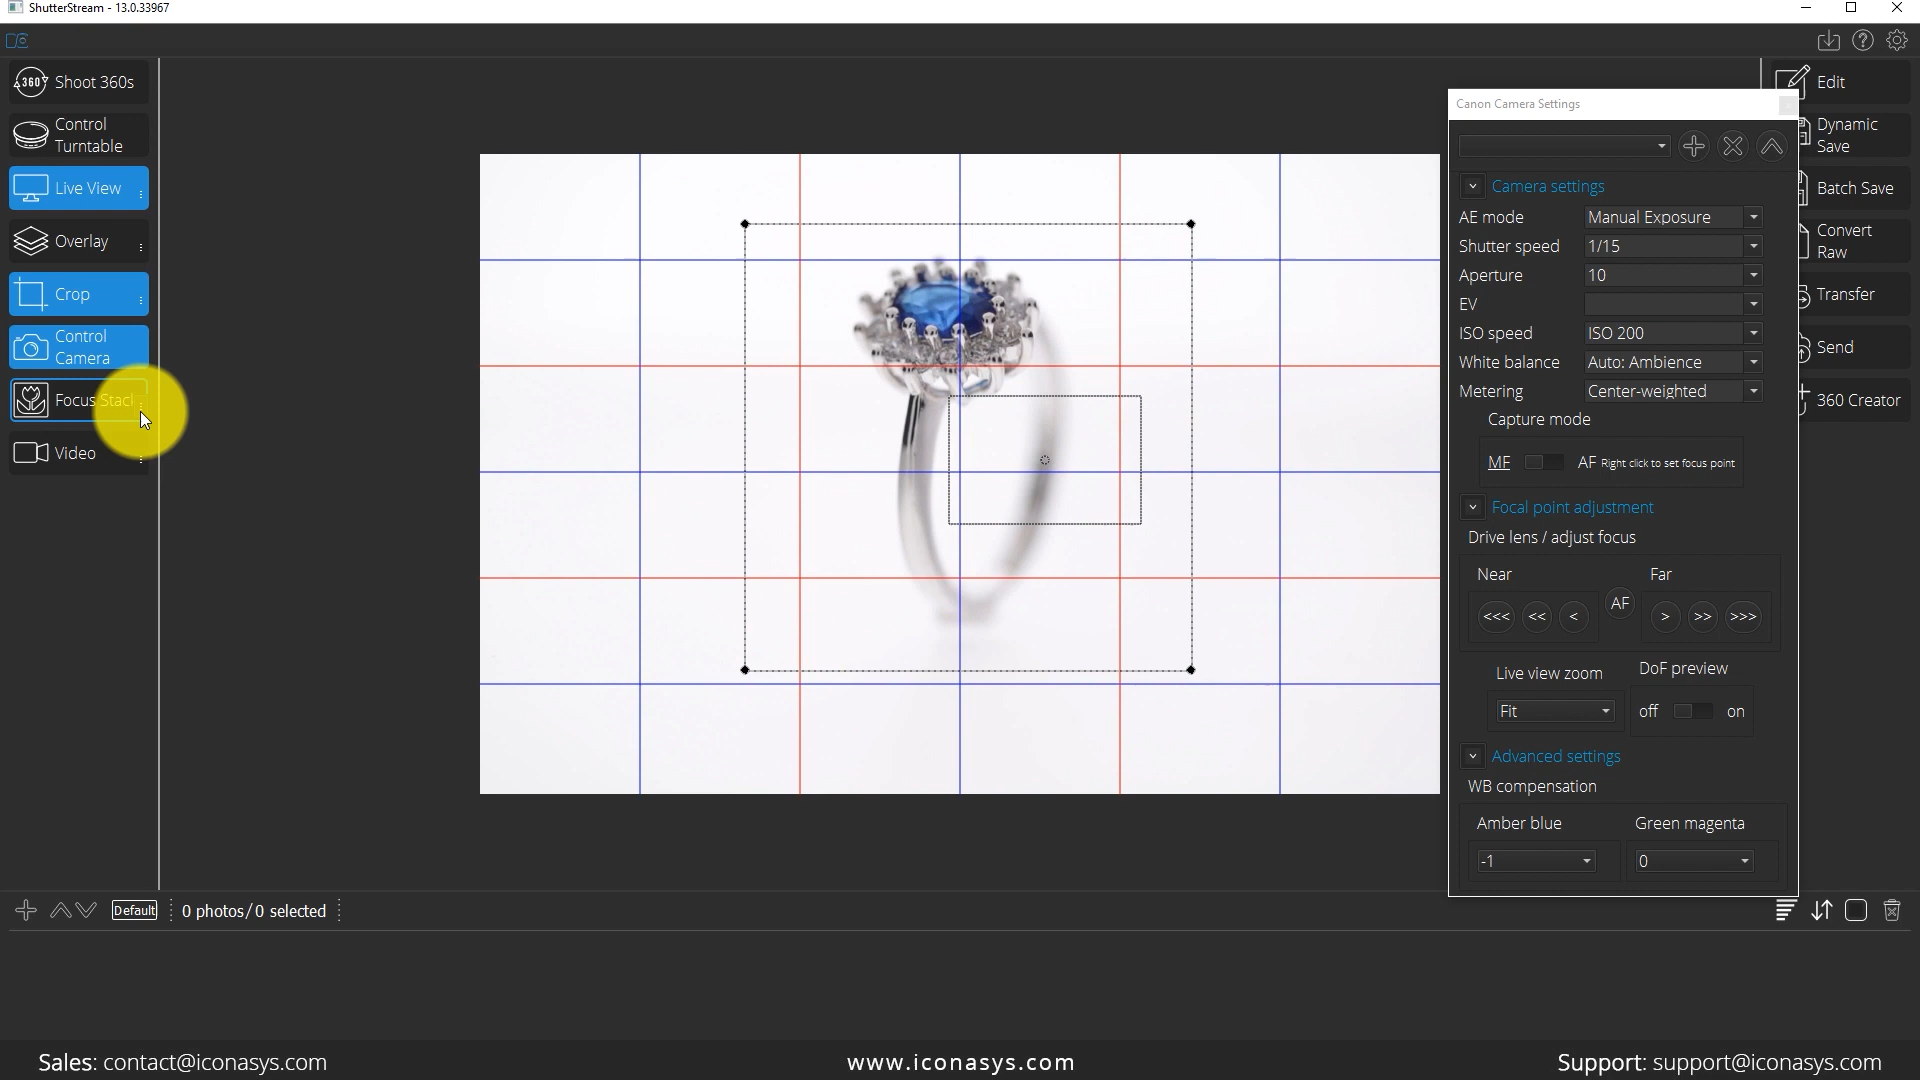 ShutterStream - 13.0.33967
360°
Shoot 360s
Control
Turntable
Live View
Overlay
Crop
Control
Camera
Focus Stack
Video
Canon Camera Settings
Camera settings
AE mode Manual Exposure
Shutter speed 1/15
Aperture 10
EV
ISO speed ISO 200
White balance Auto: Ambience
Metering Center-weighted
Capture mode
MF AF Right click to set focus point
Focal point adjustment
Drive lens / adjust focus
Near Far
<<< << < AF > >> >>>
Live view zoom DoF preview
Fit off on
Advanced settings
WB compensation
Amber blue Green magenta
-1 0
Edit
Dynamic
Save
Batch Save
Convert
Raw
Transfer
Send
360 Creator
Default 0 photos/0 selected
Sales: contact@iconasys.com www.iconasys.com Support: support@iconasys.com